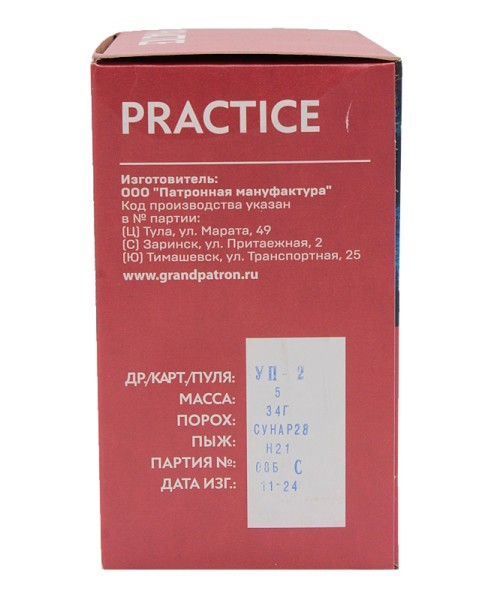 PRACTICE
Изготовитель:
ООО "Патронная мануфактура"
Код производства указан
в № партии:
(Ц) Тула, ул. Марата, 49
(С) Заринск, ул. Притаежная, 2
(Ю) Тимашевск, ул. Транспортная, 25
www.grandpatron.ru
УП - 2
ДР./КАРТ./ПУЛЯ: 5
МАССА: 34Г
ПОРОХ: СУНАР28
ПЫЖ: Н21
ПАРТИЯ №: 086 С
ДАТА ИЗГ.: 11-24